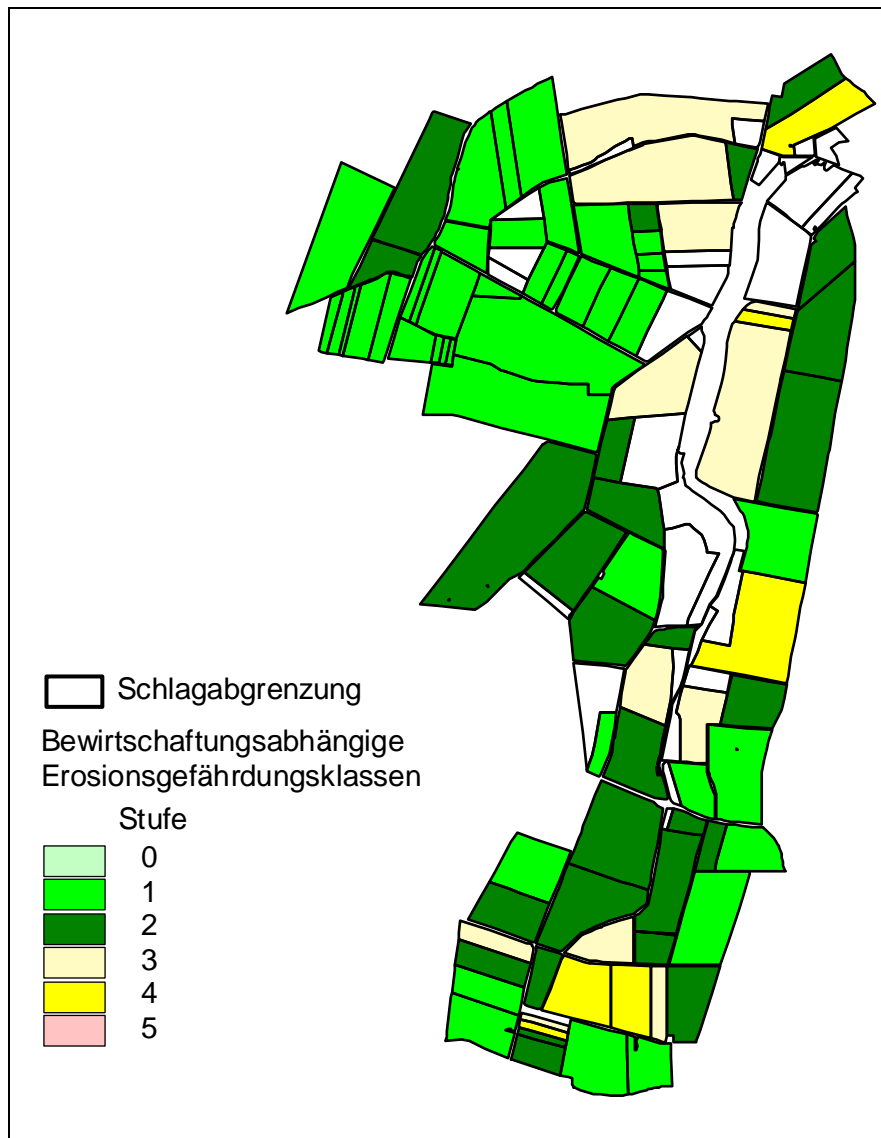 Schlagabgrenzung
Bewirtschaftungsabhängige
Erosionsgefährdungsklassen
Stufe
0
1
2
3
4
5